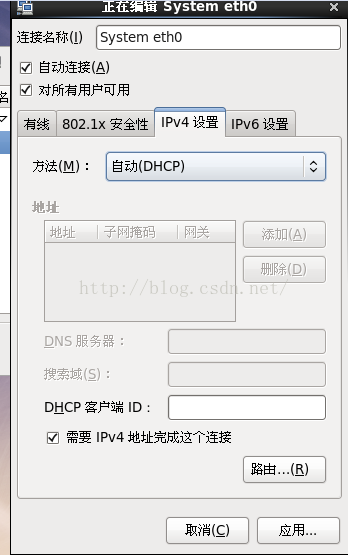 正在编辑 System eth0
连接名称(I) System eth0
自动连接(A)
对所有用户可用
有线 802.1x 安全性 IPv4 设置 IPv6 设置
方法(M)： 自动(DHCP)
地址
地址 子网掩码 网关 添加(A)
删除(D)
http://blog.csdn.net/
DNS 服务器：
搜索域(S)：
DHCP 客户端 ID：
需要 IPv4 地址完成这个连接
路由…(R)
取消(C) 应用...